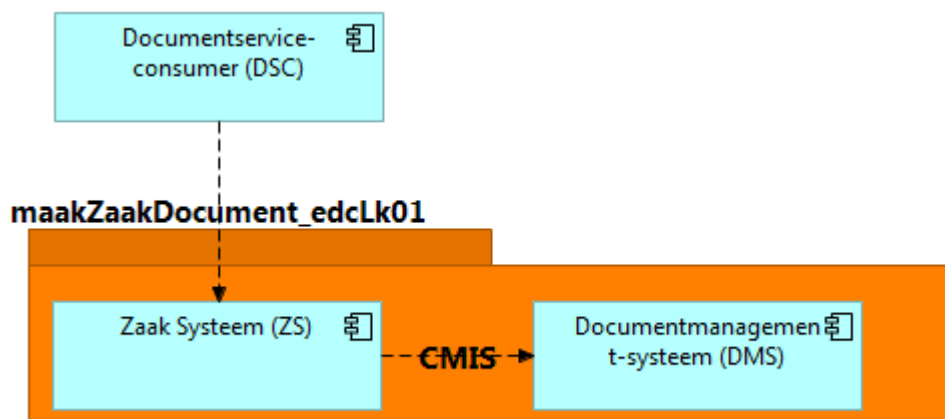 Documentservice-
consumer (DSC)
maakZaakDocument_edcLk01
Zaak Systeem (ZS)
CMIS
Documentmanagemen
t-systeem (DMS)